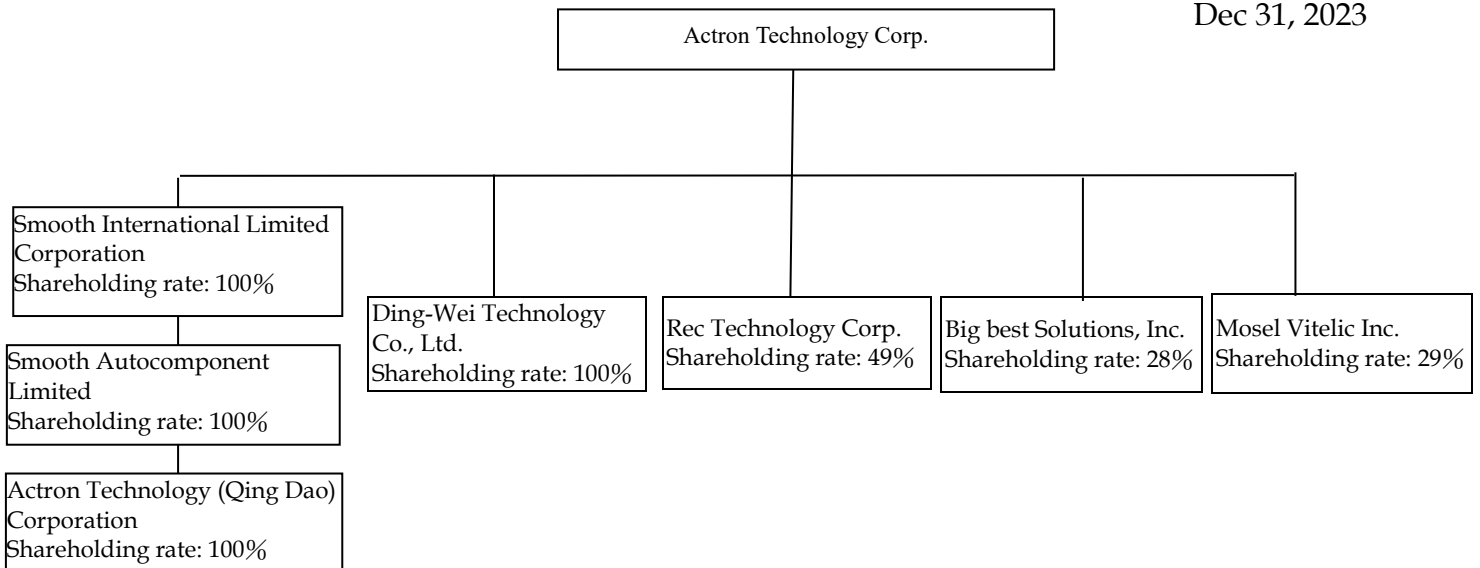 Dec 31, 2023
Actron Technology Corp.
Smooth International Limited
Corporation
Shareholding rate: 100%
Smooth Autocomponent
Limited
Shareholding rate: 100%
Actron Technology (Qing Dao)
Corporation
Shareholding rate: 100%
Ding-Wei Technology
Co., Ltd.
Shareholding rate: 100%
Rec Technology Corp.
Shareholding rate: 49%
Big best Solutions, Inc.
Shareholding rate: 28%
Mosel Vitelic Inc.
Shareholding rate: 29%